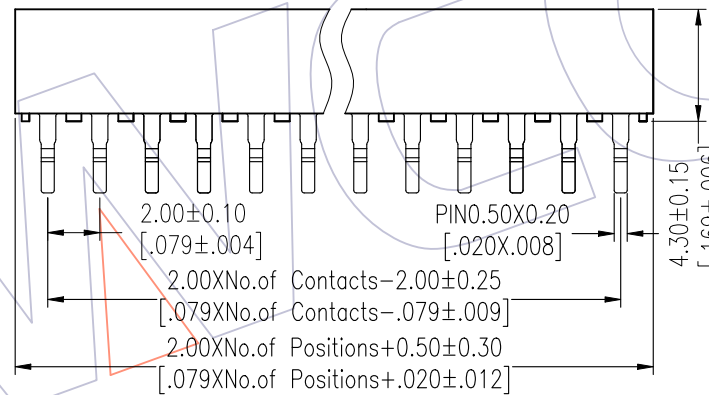 2.00±0.10
[.079±.004]
PIN0.50X0.20
[.020X.008]
4.30±0.15
[.169±.006]
2.00XNo.of Contacts-2.00±0.25
[.079XNo.of Contacts-.079±.009]
2.00XNo.of Positions+0.50±0.30
[.079XNo.of Positions+.020±.012]